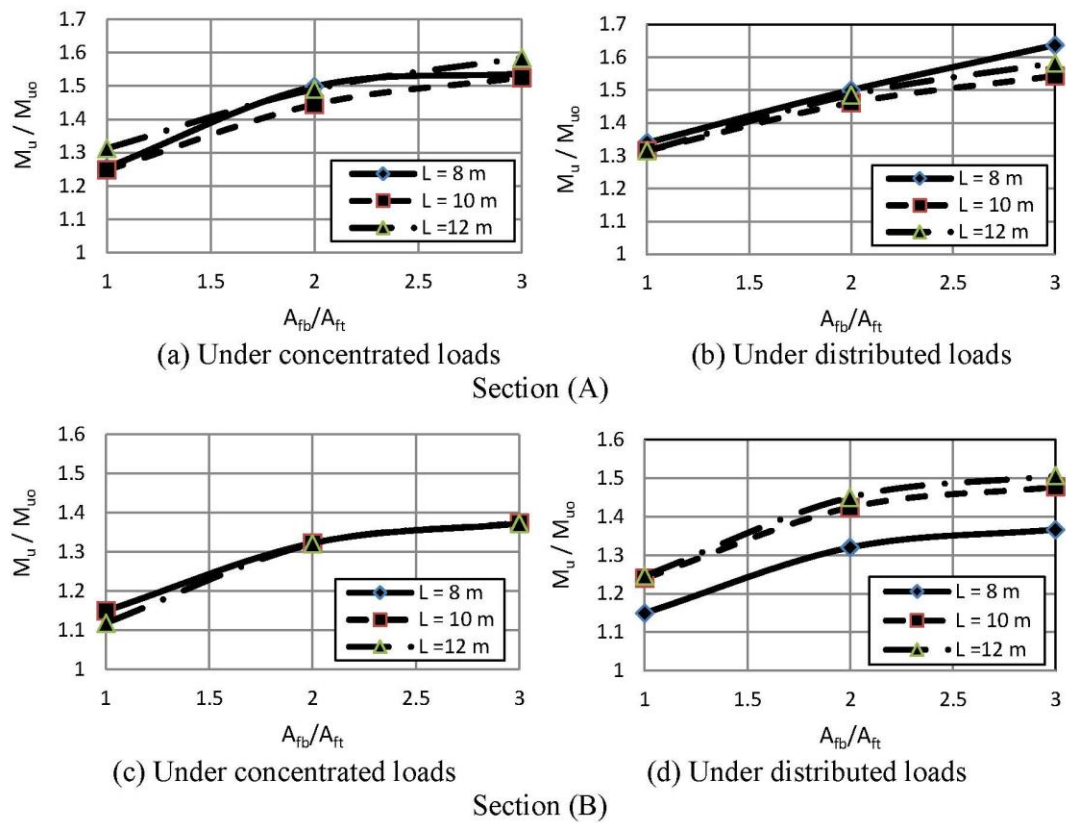 1.7
1.6
1.5
1.4
1.3
1.2
1.1
1
M_u / M_uo
L = 8 m
L = 10 m
L =12 m
1 1.5 2 2.5 3
A_fb/A_ft
(a) Under concentrated loads
1.7
1.6
1.5
1.4
1.3
1.2
1.1
1
M_u / M_uo
L = 8 m
L = 10 m
L =12 m
1 1.5 2 2.5 3
A_fb/A_ft
(b) Under distributed loads
Section (A)
1.6
1.5
1.4
1.3
1.2
1.1
1
M_u / M_uo
L = 8 m
L = 10 m
L =12 m
1 1.5 2 2.5 3
A_fb/A_ft
(c) Under concentrated loads
1.6
1.5
1.4
1.3
1.2
1.1
1
M_u / M_uo
L = 8 m
L = 10 m
L =12 m
1 1.5 2 2.5 3
A_fb/A_ft
(d) Under distributed loads
Section (B)